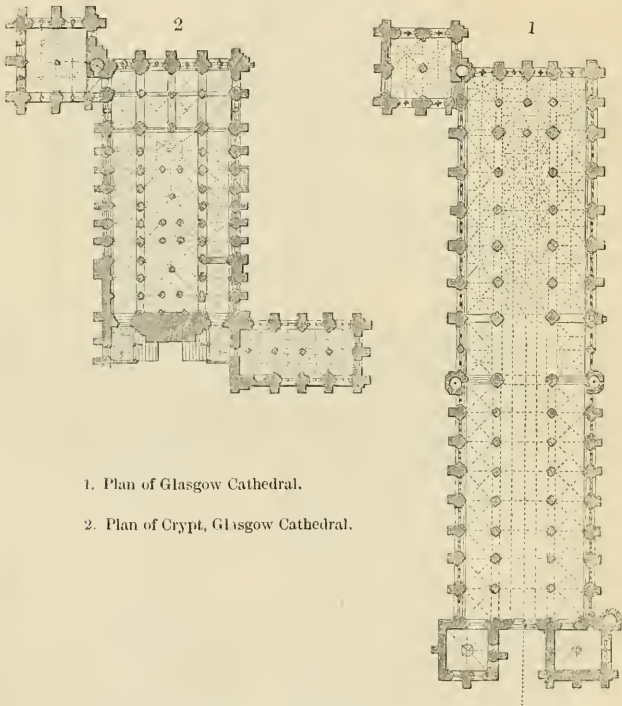 2
1
1. Plan of Glasgow Cathedral.
2. Plan of Crypt, Glasgow Cathedral.